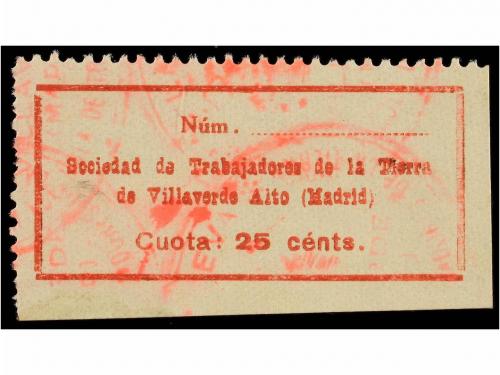 Núm.
Sociedad de Trabajadores de la Tierra
de Villaverde Alto (Madrid)
Cuota: 25 cénts.